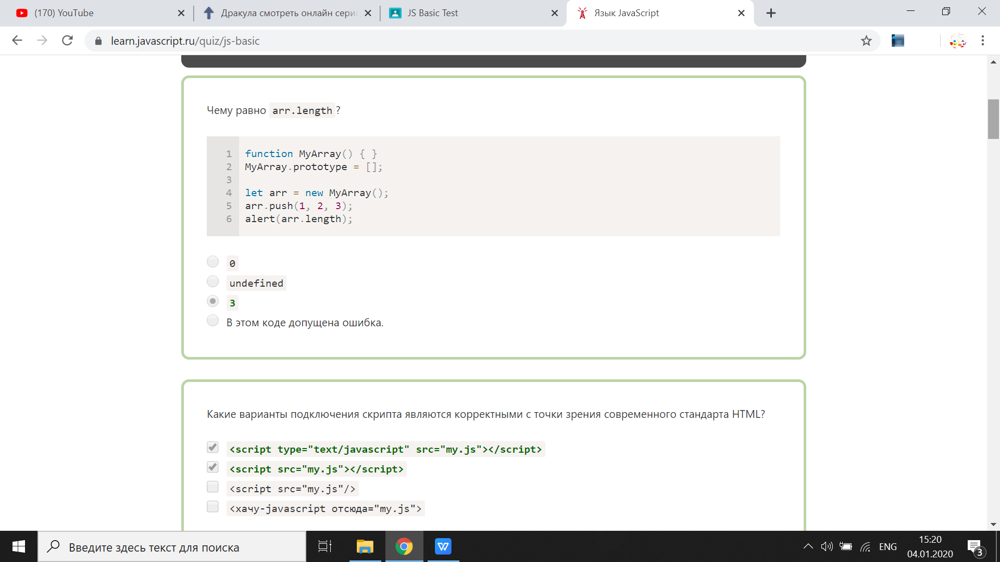 (170) YouTube
Дракула смотреть онлайн сери
JS Basic Test
Язык JavaScript
learn.javascript.ru/quiz/js-basic
Чему равно arr.length?
1 function MyArray() { }
2 MyArray.prototype = [];
3
4 let arr = new MyArray();
5 arr.push(1, 2, 3);
6 alert(arr.length);
0
undefined
3
В этом коде допущена ошибка.
Какие варианты подключения скрипта являются корректными с точки зрения современного стандарта HTML?
<script type="text/javascript" src="my.js"></script>
<script src="my.js"></script>
<script src="my.js"/>
<хачу-javascript отсюда="my.js">
Введите здесь текст для поиска
ENG
15:20
04.01.2020
3